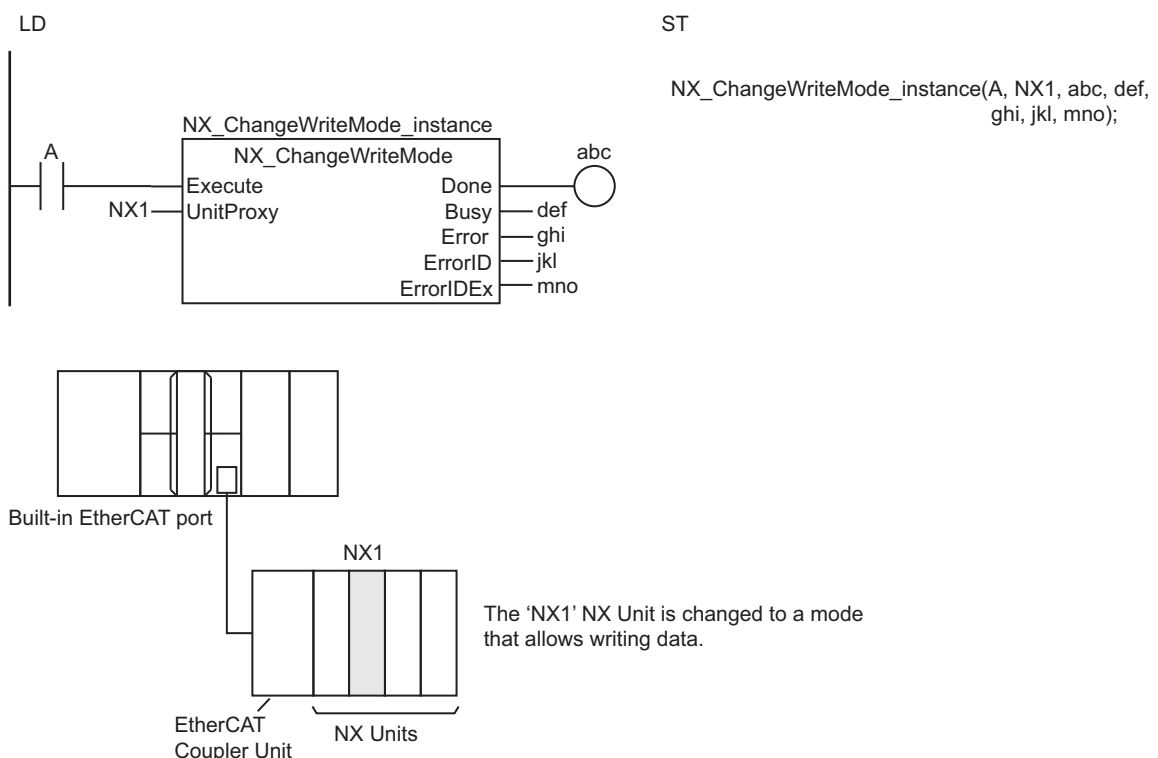 LD
ST
NX_ChangeWriteMode_instance(A, NX1, abc, def,
ghi, jkl, mno);
NX_ChangeWriteMode_instance
A
NX_ChangeWriteMode
abc
Execute
Done
NX1
UnitProxy
Busy
def
Error
ghi
ErrorID
jkl
ErrorIDEx
mno
Built-in EtherCAT port
NX1
The ‘NX1’ NX Unit is changed to a mode
that allows writing data.
EtherCAT
Coupler Unit
NX Units